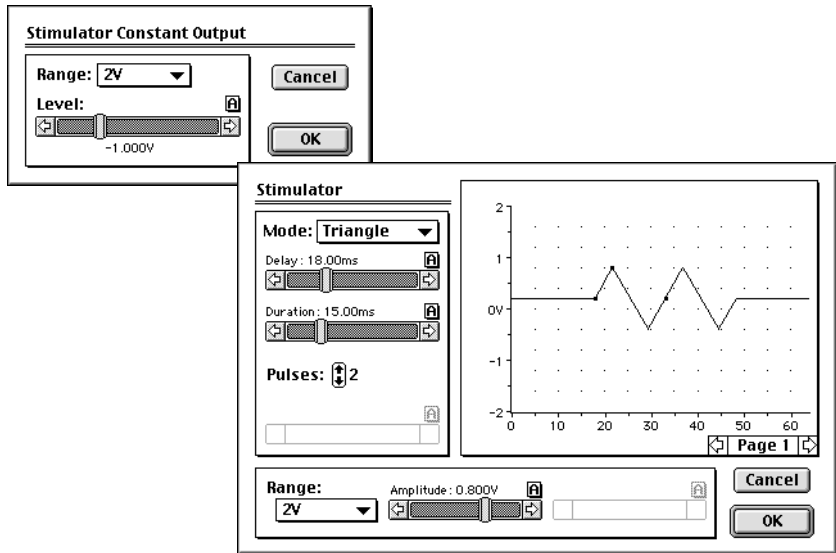 Stimulator Constant Output
Range: 2V
Cancel
Level:
A
-1.000V
OK
Stimulator
Mode: Triangle
Delay: 18.00ms
A
Duration: 15.00ms
A
Pulses: 2
A
2
1
0V
-1
-2
0 10 20 30 40 50 60
Page 1
Range:
2V
Amplitude: 0.800V
A
A
Cancel
OK